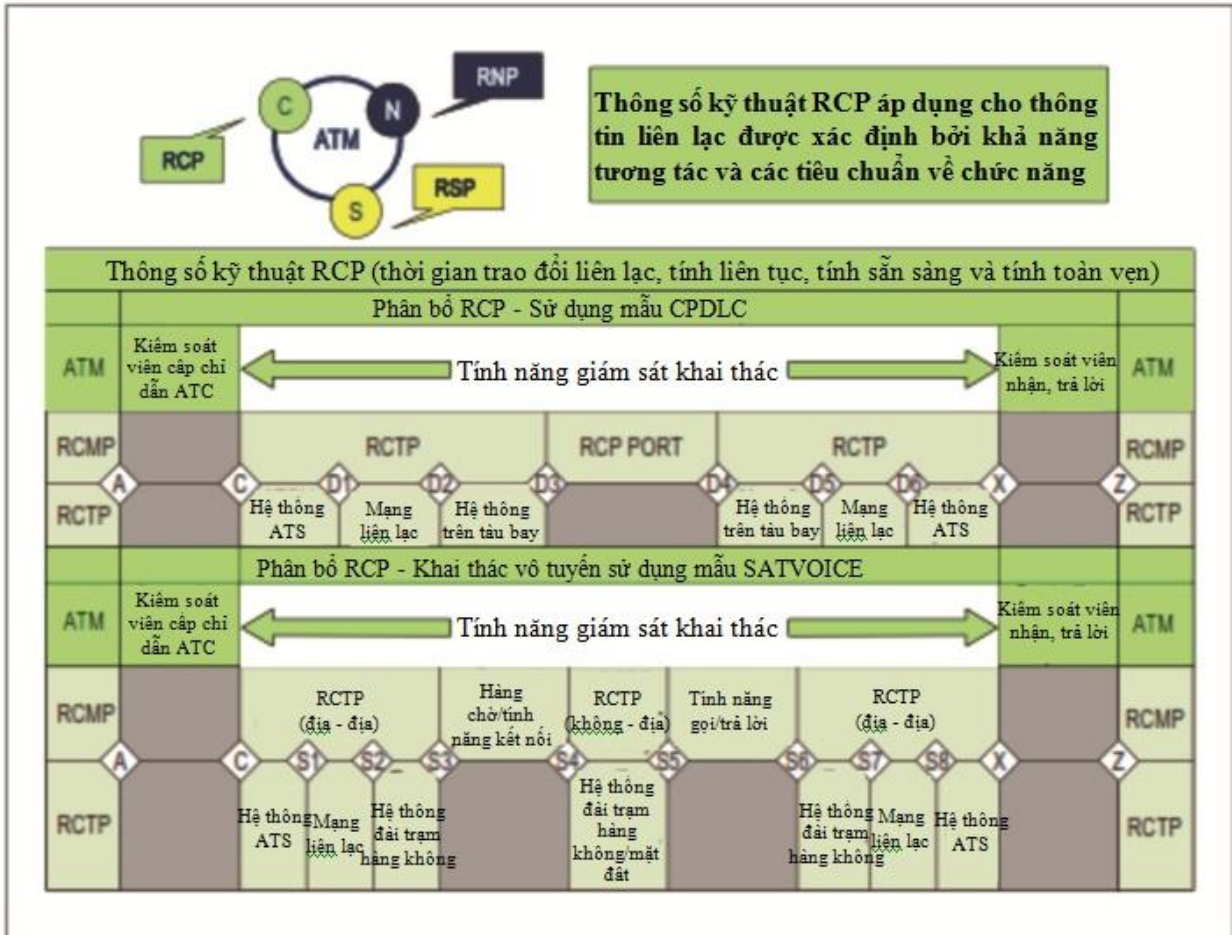 RNP
C
N
ATM
RCP
RSP
S
Thông số kỹ thuật RCP áp dụng cho thông
tin liên lạc được xác định bởi khả năng
tương tác và các tiêu chuẩn về chức năng
Thông số kỹ thuật RCP (thời gian trao đổi liên lạc, tính liên tục, tính sẵn sàng và tính toàn vẹn)
Phân bổ RCP - Sử dụng mẫu CPDLC
ATM
Kiểm soát
viên cấp chỉ
dẫn ATC
Tính năng giám sát khai thác
Kiểm soát viên
nhận, trả lời
ATM
RCMP
RCTP
RCP PORT
RCTP
RCMP
A
C
D1
D2
D3
D4
D5
D6
X
Z
RCTP
Hệ thống
ATS
Mạng
liên lạc
Hệ thống
trên tàu bay
Hệ thống
trên tàu bay
Mạng
liên lạc
Hệ thống
ATS
RCTP
Phân bổ RCP - Khai thác vô tuyến sử dụng mẫu SATVOICE
ATM
Kiểm soát
viên cấp chỉ
dẫn ATC
Tính năng giám sát khai thác
Kiểm soát viên
nhận, trả lời
ATM
RCMP
RCTP
(địa - địa)
Hàng
chờ/tính
năng kết nối
RCTP
(không - địa)
Tính năng
gọi/trả lời
RCTP
(địa - địa)
RCMP
A
C
S1
S2
S3
S4
S5
S6
S7
S8
X
Z
RCTP
Hệ thống
ATS
Mạng
liên lạc
Hệ thống
đài trạm
hàng không
Hệ thống
đài trạm
hàng
không/mặt
đất
Hệ thống
đài trạm
hàng không
Mạng
liên lạc
Hệ thống
ATS
RCTP